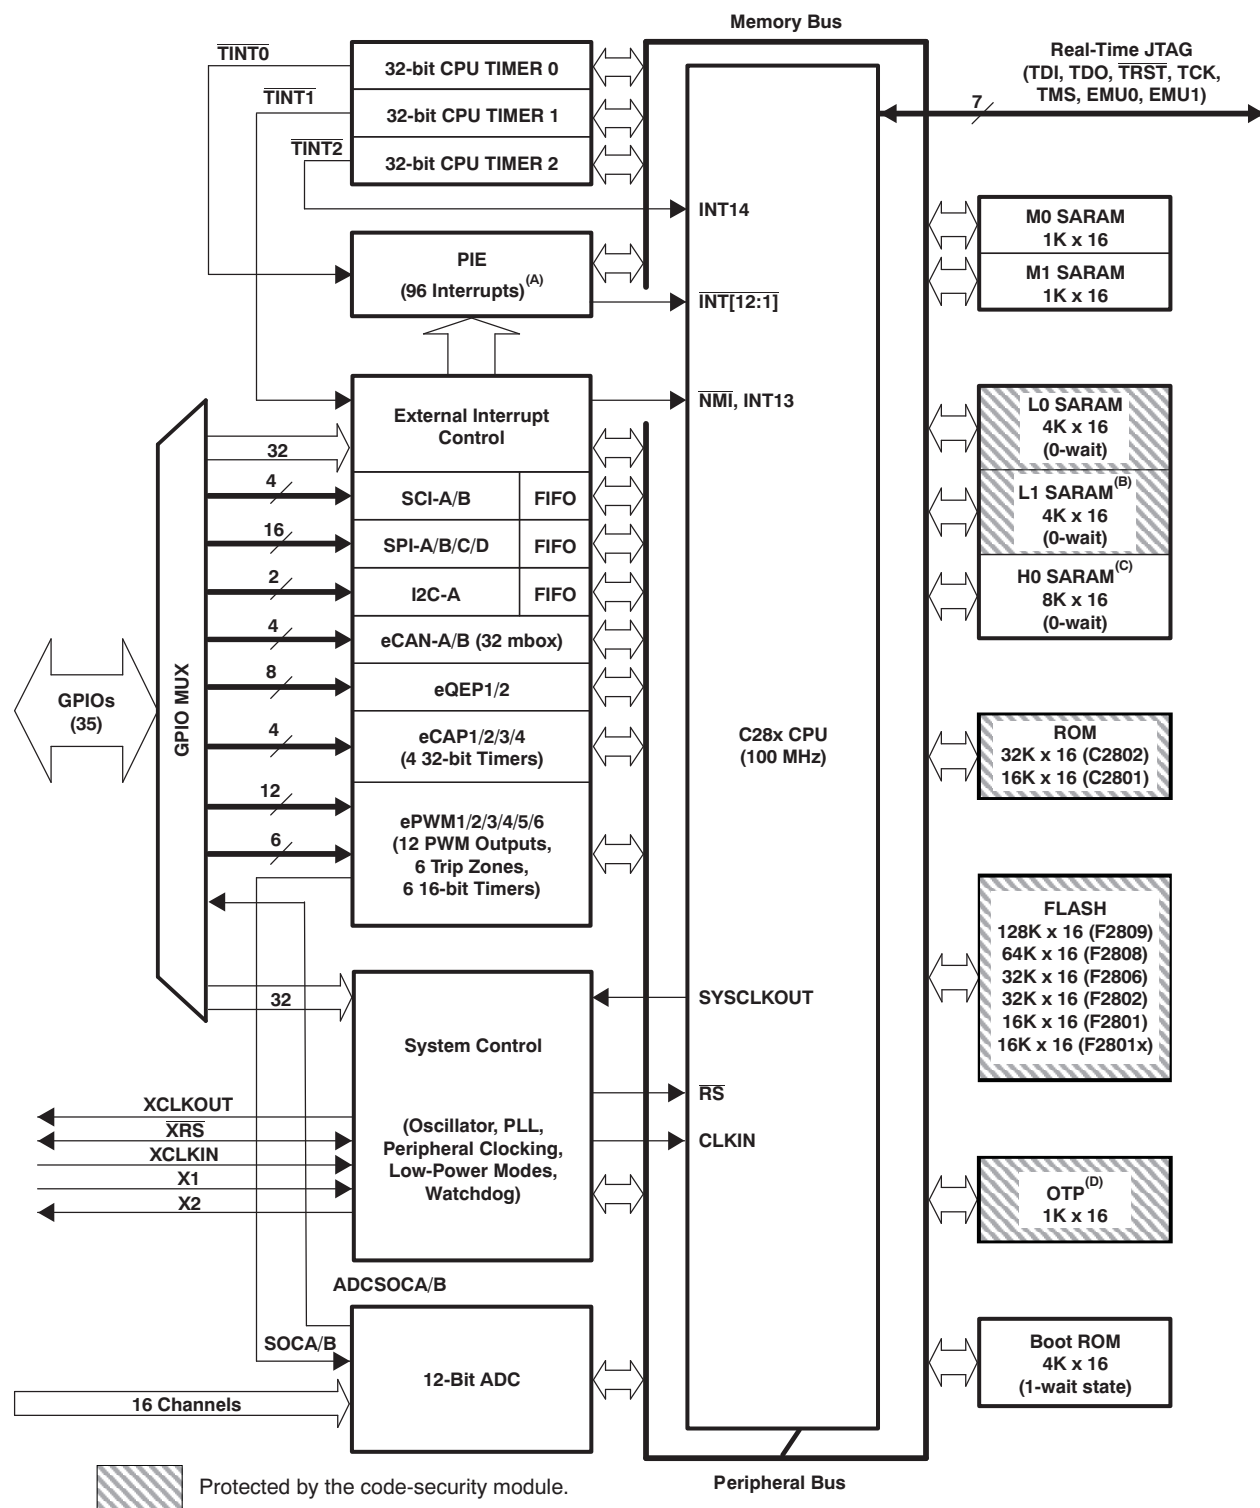 Memory Bus
TINT0
32-bit CPU TIMER 0
TINT1
32-bit CPU TIMER 1
TINT2
32-bit CPU TIMER 2
Real-Time JTAG
(TDI, TDO, TRST, TCK,
TMS, EMU0, EMU1)
7
INT14
M0 SARAM
1K x 16
M1 SARAM
1K x 16
PIE
(96 Interrupts)(A)
INT[12:1]
External Interrupt
Control
NMI, INT13
32
4
SCI-A/B
FIFO
16
SPI-A/B/C/D
FIFO
2
I2C-A
FIFO
4
eCAN-A/B (32 mbox)
8
eQEP1/2
4
eCAP1/2/3/4
(4 32-bit Timers)
12
6
ePWM1/2/3/4/5/6
(12 PWM Outputs,
6 Trip Zones,
6 16-bit Timers)
GPIOs
(35)
GPIO MUX
C28x CPU
(100 MHz)
L0 SARAM
4K x 16
(0-wait)
L1 SARAM(B)
4K x 16
(0-wait)
H0 SARAM(C)
8K x 16
(0-wait)
ROM
32K x 16 (C2802)
16K x 16 (C2801)
FLASH
128K x 16 (F2809)
64K x 16 (F2808)
32K x 16 (F2806)
32K x 16 (F2802)
16K x 16 (F2801)
16K x 16 (F2801x)
32
SYSCLKOUT
System Control
(Oscillator, PLL,
Peripheral Clocking,
Low-Power Modes,
Watchdog)
RS
CLKIN
XCLKOUT
XRS
XCLKIN
X1
X2
OTP(D)
1K x 16
ADCSOCA/B
SOCA/B
12-Bit ADC
16 Channels
Boot ROM
4K x 16
(1-wait state)
Peripheral Bus
Protected by the code-security module.